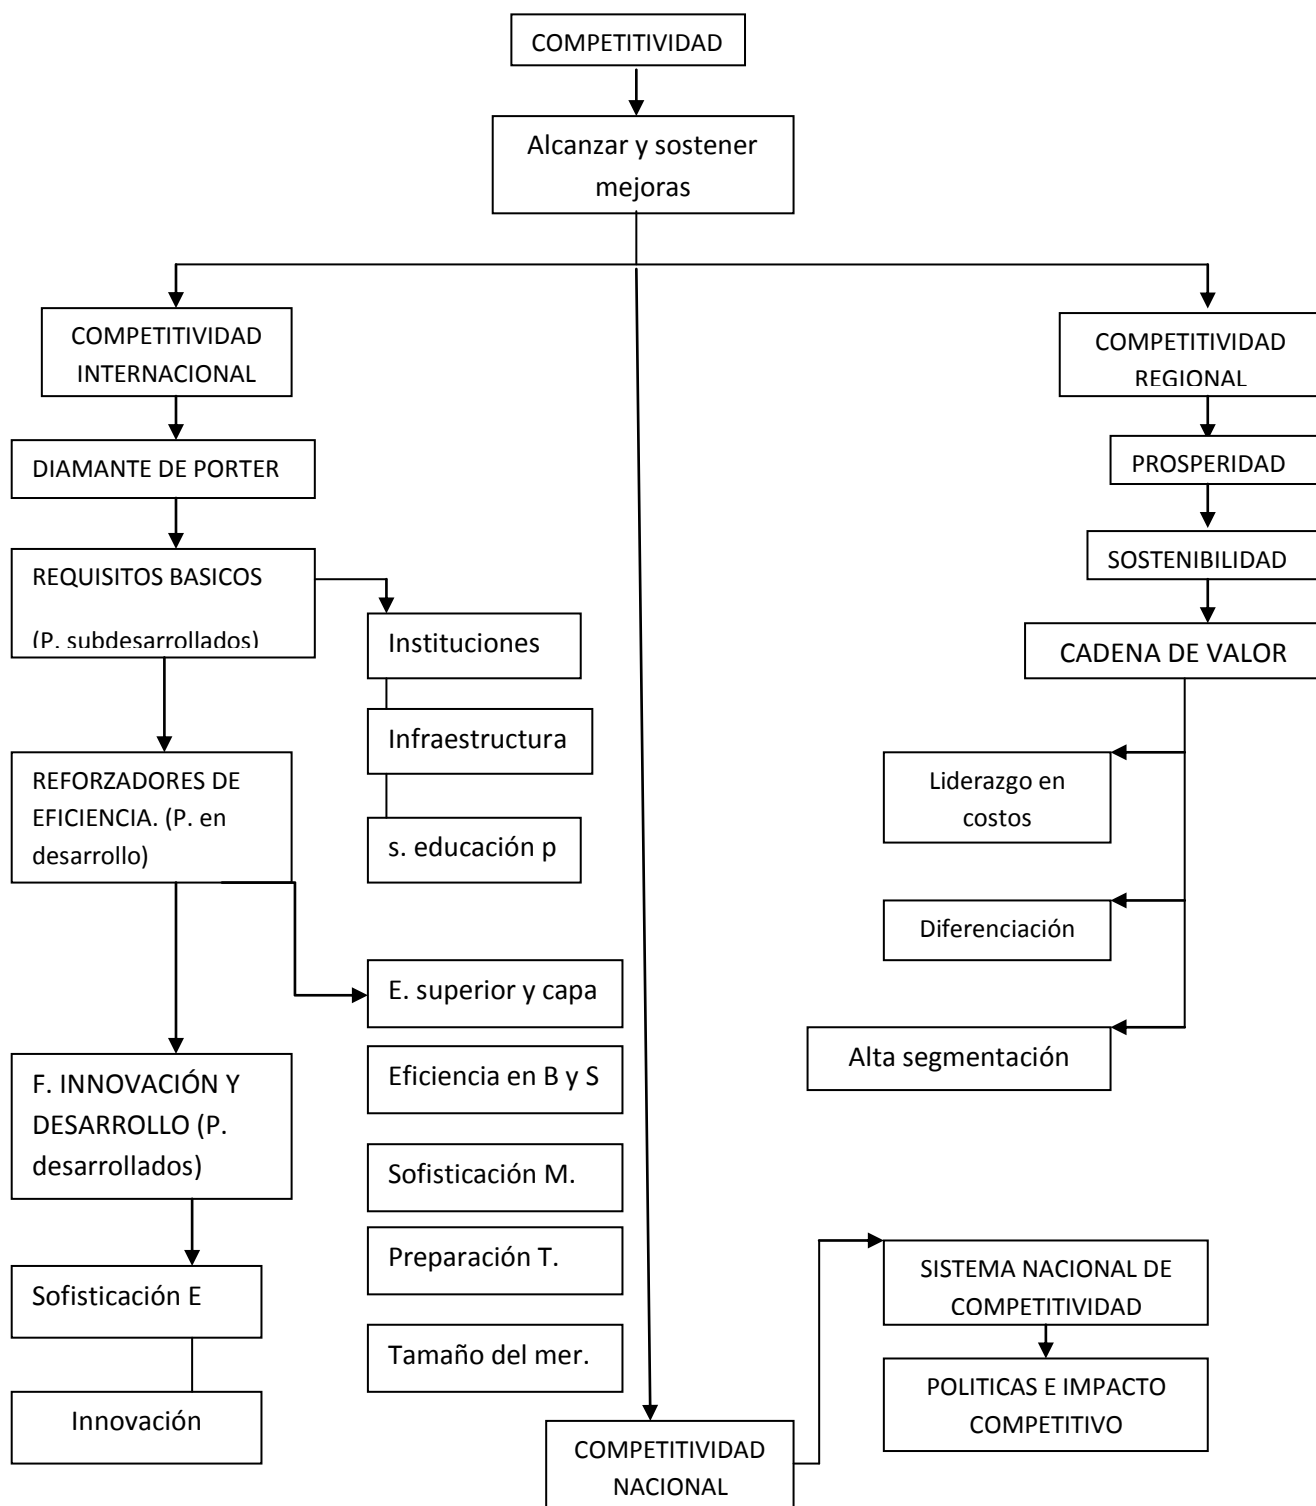 COMPETITIVIDAD
Alcanzar y sostener
mejoras
COMPETITIVIDAD
INTERNACIONAL
DIAMANTE DE PORTER
REQUISITOS BASICOS
(P. subdesarrollados)
Instituciones
Infraestructura
s. educación p
REFORZADORES DE
EFICIENCIA. (P. en
desarrollo)
E. superior y capa
Eficiencia en B y S
Sofisticación M.
Preparación T.
Tamaño del mer.
F. INNOVACIÓN Y
DESARROLLO (P.
desarrollados)
Sofisticación E
Innovación
COMPETITIVIDAD
NACIONAL
SISTEMA NACIONAL DE
COMPETITIVIDAD
POLITICAS E IMPACTO
COMPETITIVO
COMPETITIVIDAD
REGIONAL
PROSPERIDAD
SOSTENIBILIDAD
CADENA DE VALOR
Liderazgo en
costos
Diferenciación
Alta segmentación